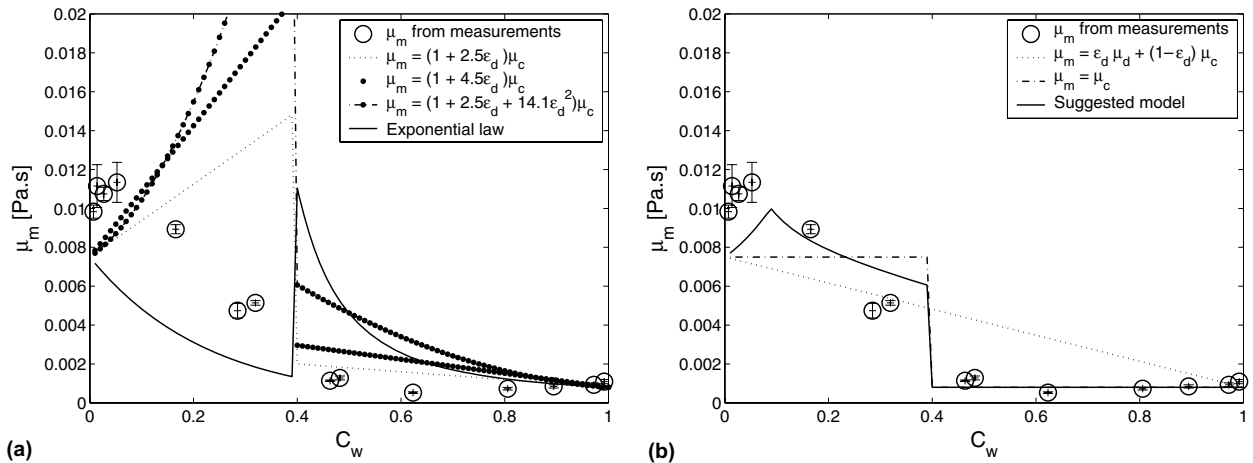 0.02
0.018
0.016
0.014
0.012
0.01
0.008
0.006
0.004
0.002
0
μm [Pa.s]
0 0.2 0.4 0.6 0.8 1
Cw
(a)
μm from measurements
μm = (1 + 2.5εd )μc
μm = (1 + 4.5εd )μc
μm = (1 + 2.5εd + 14.1εd²)μc
Exponential law
0.02
0.018
0.016
0.014
0.012
0.01
0.008
0.006
0.004
0.002
0
μm [Pa.s]
0 0.2 0.4 0.6 0.8 1
Cw
(b)
μm from measurements
μm = εd μd + (1−εd) μc
μm = μc
Suggested model